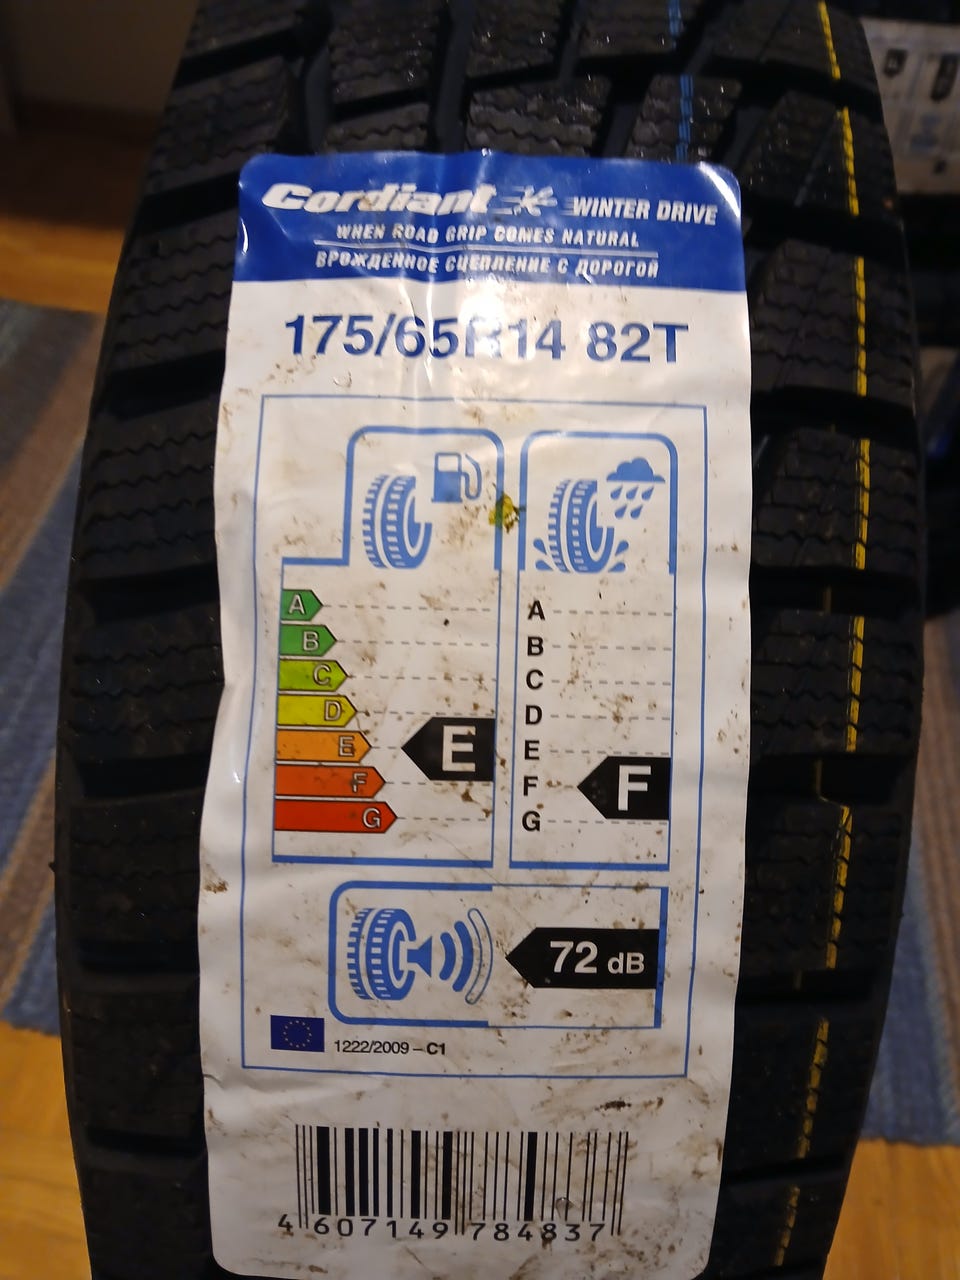 Cordiant WINTER DRIVE
WHEN ROAD GRIP COMES NATURAL
ВРОЖДЕННОЕ СЦЕПЛЕНИЕ С ДОРОГОЙ
175/65R14 82T
A A
B B
C C
D D
E E E
F F F
G G
72 dB
1222/2009 – C1
4 607149 784837